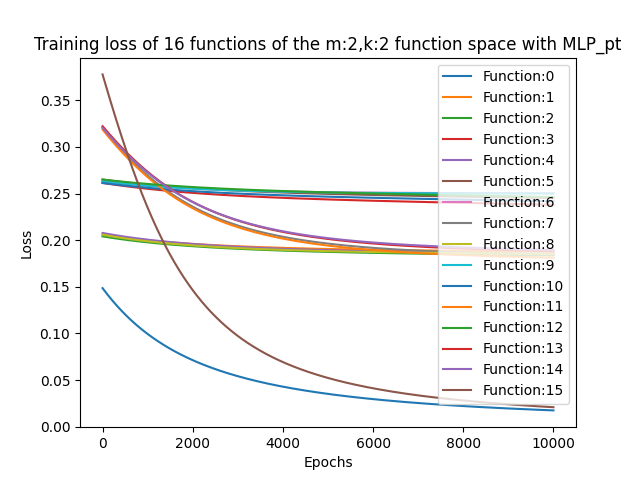 Training loss of 16 functions of the m:2,k:2 function space with MLP_pt
Loss
0.35
0.30
0.25
0.20
0.15
0.10
0.05
0.00
0
2000
4000
6000
8000
10000
Epochs
Function:0
Function:1
Function:2
Function:3
Function:4
Function:5
Function:6
Function:7
Function:8
Function:9
Function:10
Function:11
Function:12
Function:13
Function:14
Function:15